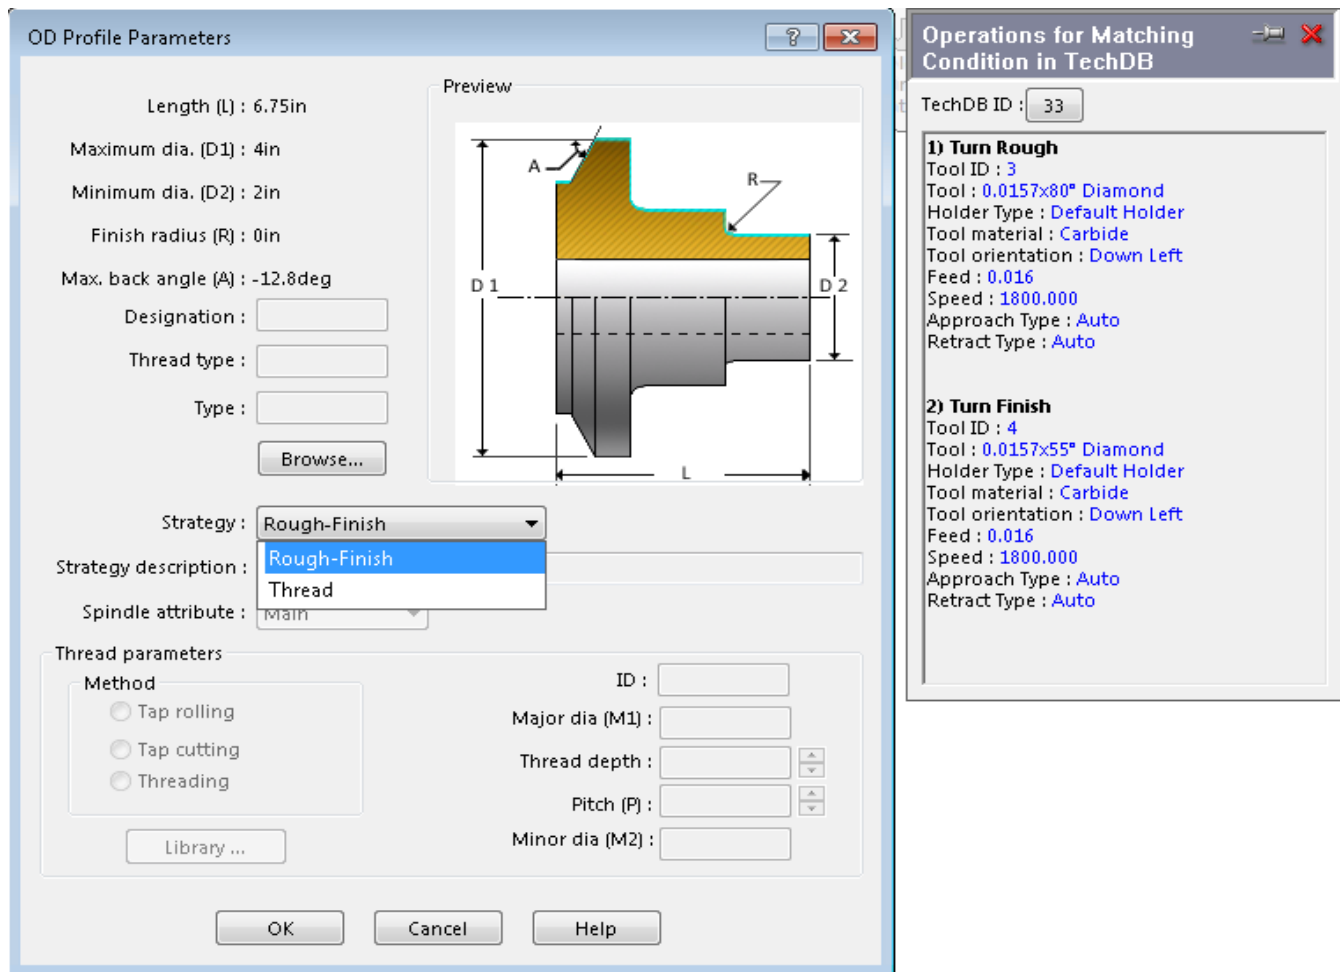 OD Profile Parameters
?
Length (L) : 6.75in
Maximum dia. (D1) : 4in
Minimum dia. (D2) : 2in
Finish radius (R) : 0in
Max. back angle (A) : -12.8deg
Designation :
Thread type :
Type :
Browse...
Preview
A
R
D 1
D 2
L
Strategy : Rough-Finish
Rough-Finish
Thread
Strategy description :
Spindle attribute : Main
Thread parameters
Method
Tap rolling
Tap cutting
Threading
Library ...
ID :
Major dia (M1) :
Thread depth :
Pitch (P) :
Minor dia (M2) :
OK
Cancel
Help
Operations for Matching
Condition in TechDB
TechDB ID : 33
1) Turn Rough
Tool ID : 3
Tool : 0.0157x80° Diamond
Holder Type : Default Holder
Tool material : Carbide
Tool orientation : Down Left
Feed : 0.016
Speed : 1800.000
Approach Type : Auto
Retract Type : Auto
2) Turn Finish
Tool ID : 4
Tool : 0.0157x55° Diamond
Holder Type : Default Holder
Tool material : Carbide
Tool orientation : Down Left
Feed : 0.016
Speed : 1800.000
Approach Type : Auto
Retract Type : Auto